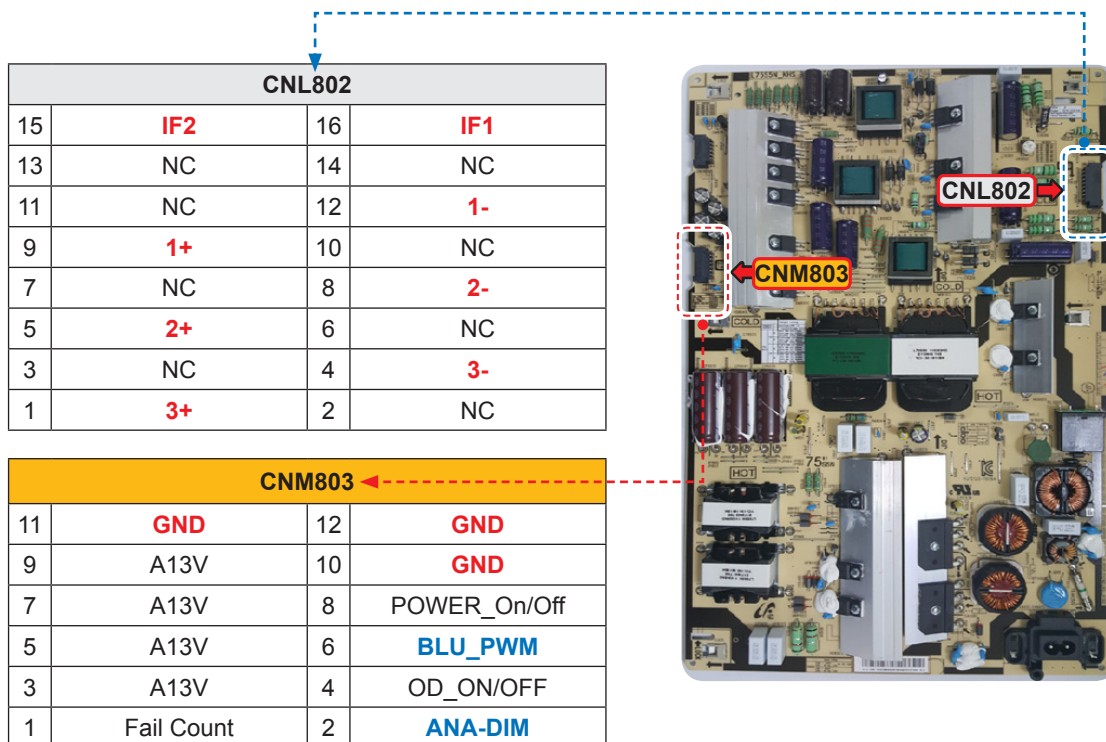 CNL802
15 IF2 16 IF1
13 NC 14 NC
11 NC 12 1-
9 1+ 10 NC
7 NC 8 2-
5 2+ 6 NC
3 NC 4 3-
1 3+ 2 NC
CNM803
11 GND 12 GND
9 A13V 10 GND
7 A13V 8 POWER_On/Off
5 A13V 6 BLU_PWM
3 A13V 4 OD_ON/OFF
1 Fail Count 2 ANA-DIM
L75S5N_KHS
CNL802
CNM803
COLD
COLD
HOT
HOT
75